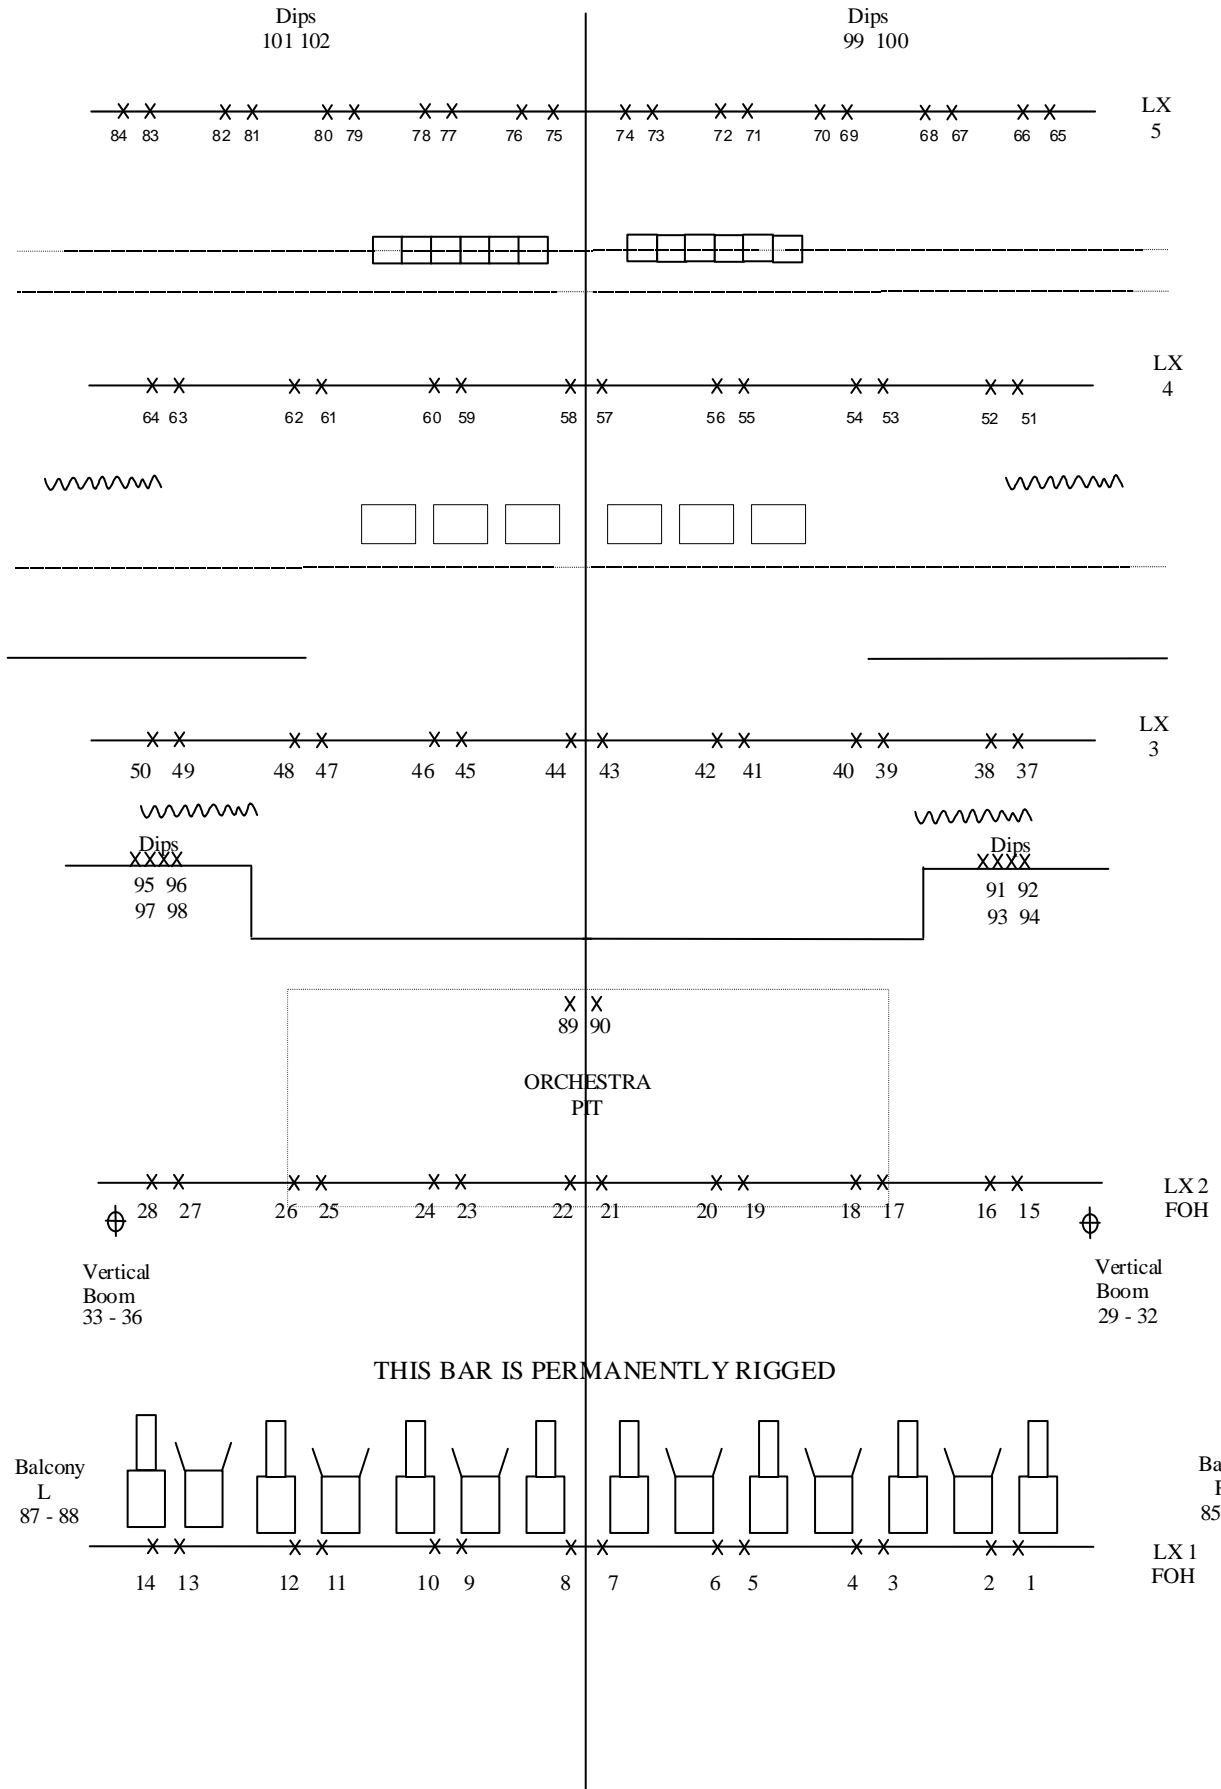 Dips
101 102
Dips
99 100
LX
5
84 83 82 81 80 79 78 77 76 75 74 73 72 71 70 69 68 67 66 65
LX
4
64 63 62 61 60 59 58 57 56 55 54 53 52 51
LX
3
50 49 48 47 46 45 44 43 42 41 40 39 38 37
Dips
95 96
97 98
Dips
91 92
93 94
89 90
ORCHESTRA
PIT
28 27 26 25 24 23 22 21 20 19 18 17 16 15
LX 2
FOH
Vertical
Boom
33 - 36
Vertical
Boom
29 - 32
THIS BAR IS PERMANENTLY RIGGED
Balcony
L
87 - 88
Ba
85
LX 1
FOH
14 13 12 11 10 9 8 7 6 5 4 3 2 1